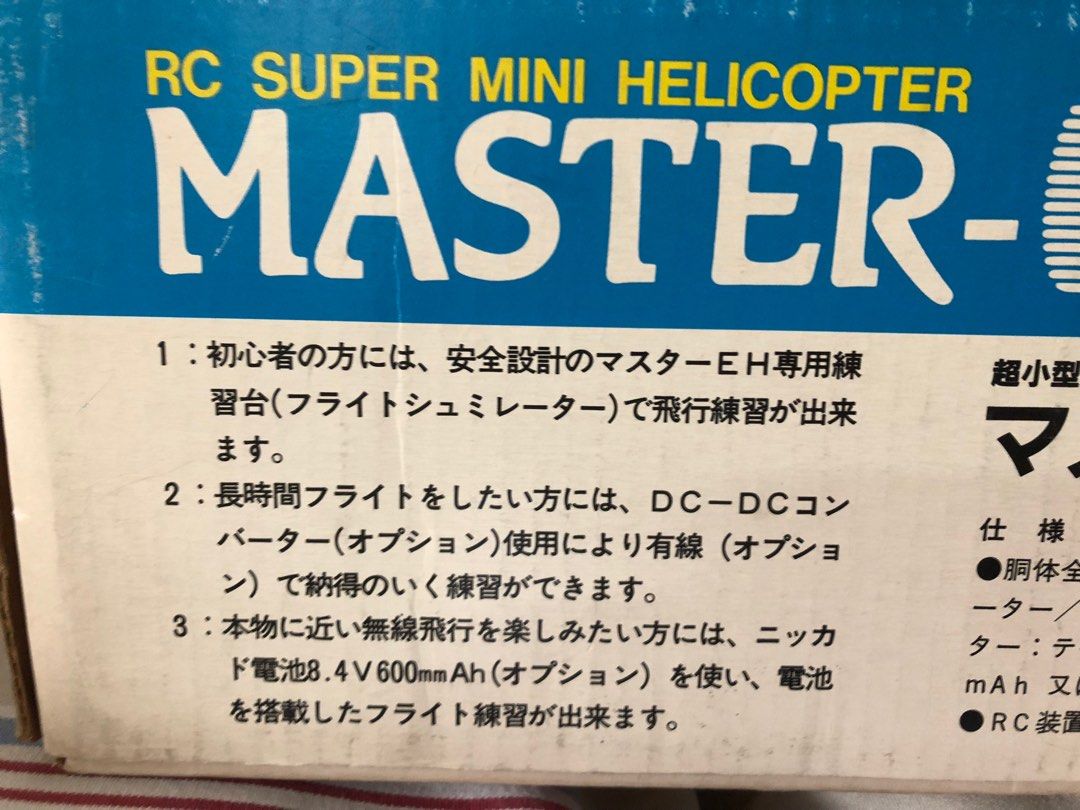 RC SUPER MINI HELICOPTER
MASTER-
1：初心者の方には、安全設計のマスターEH専用練
習台(フライトシュミレーター)で飛行練習が出来
ます。
2：長時間フライトをしたい方には、DC－DCコン
バーター(オプション)使用により有線（オプショ
ン）で納得のいく練習ができます。
3：本物に近い無線飛行を楽しみたい方には、ニッカ
ド電池8.4V600mmAh(オプション）を使い、電池
を搭載したフライト練習が出来ます。
超小型
マ
仕　様
●胴体全
ーター／
ター：テ
mAh 又は
●RC装置